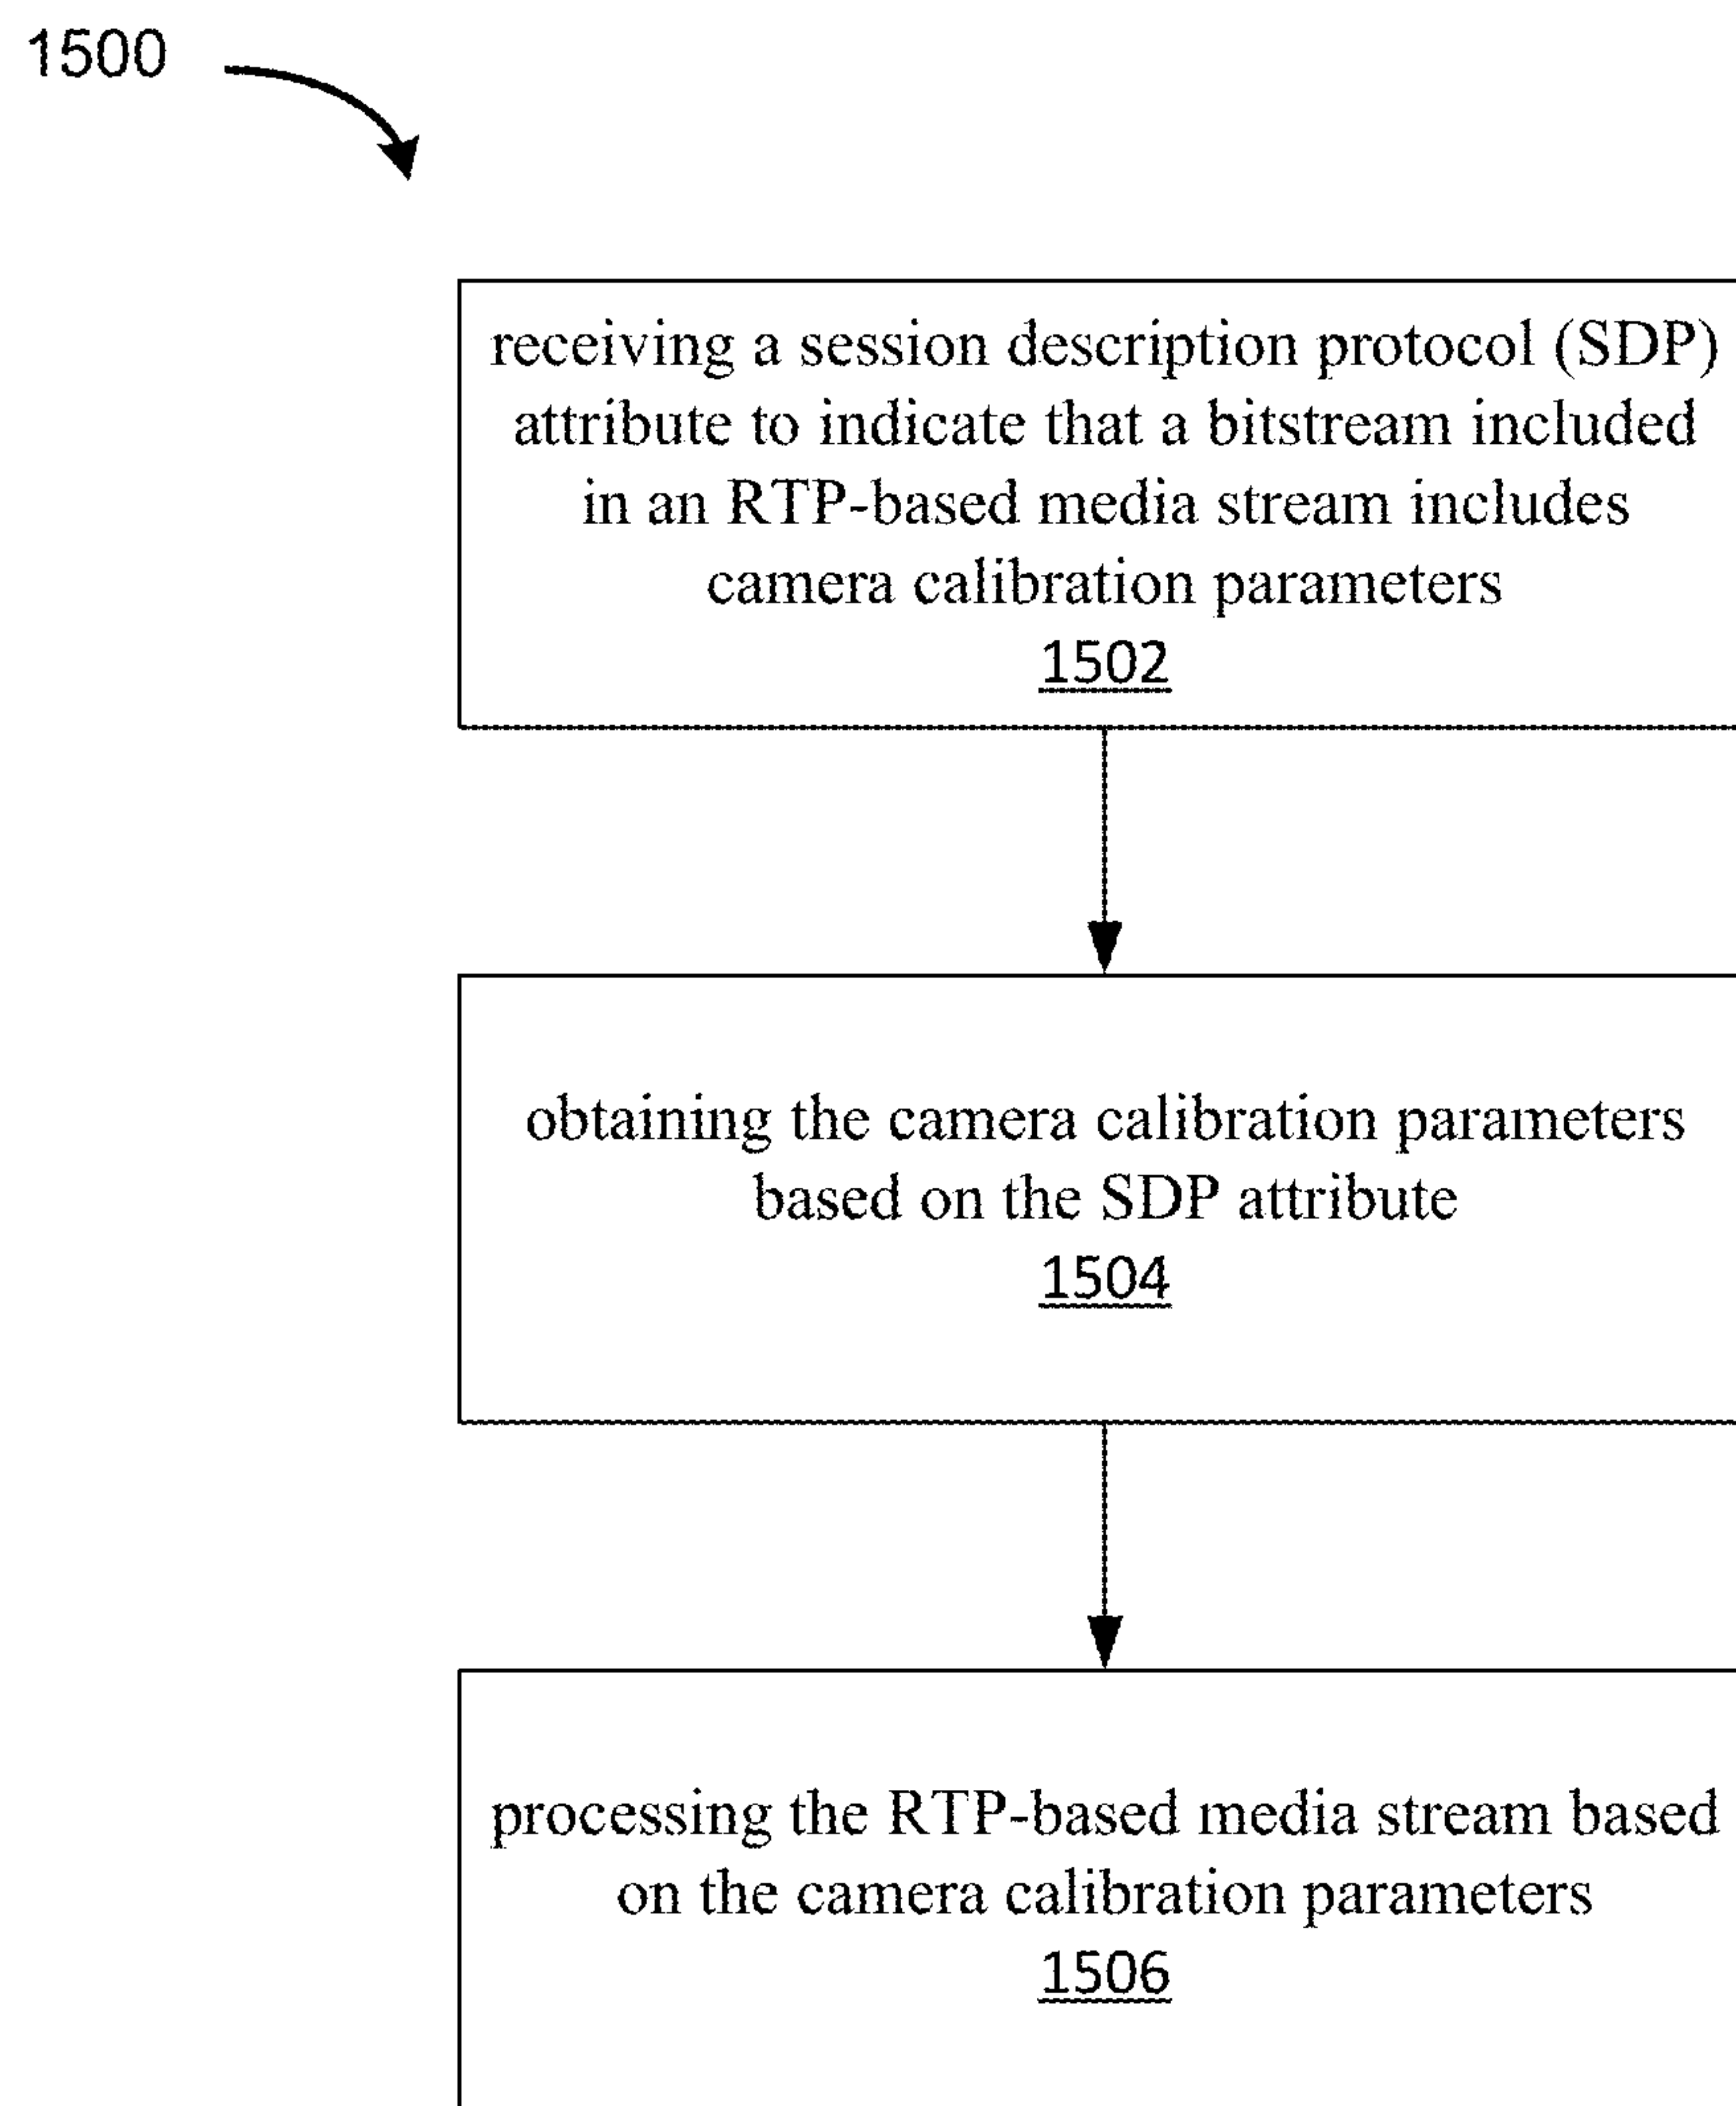 1500
receiving a session description protocol (SDP)
attribute to indicate that a bitstream included
in an RTP-based media stream includes
camera calibration parameters
1502
obtaining the camera calibration parameters
based on the SDP attribute
1504
processing the RTP-based media stream based
on the camera calibration parameters
1506